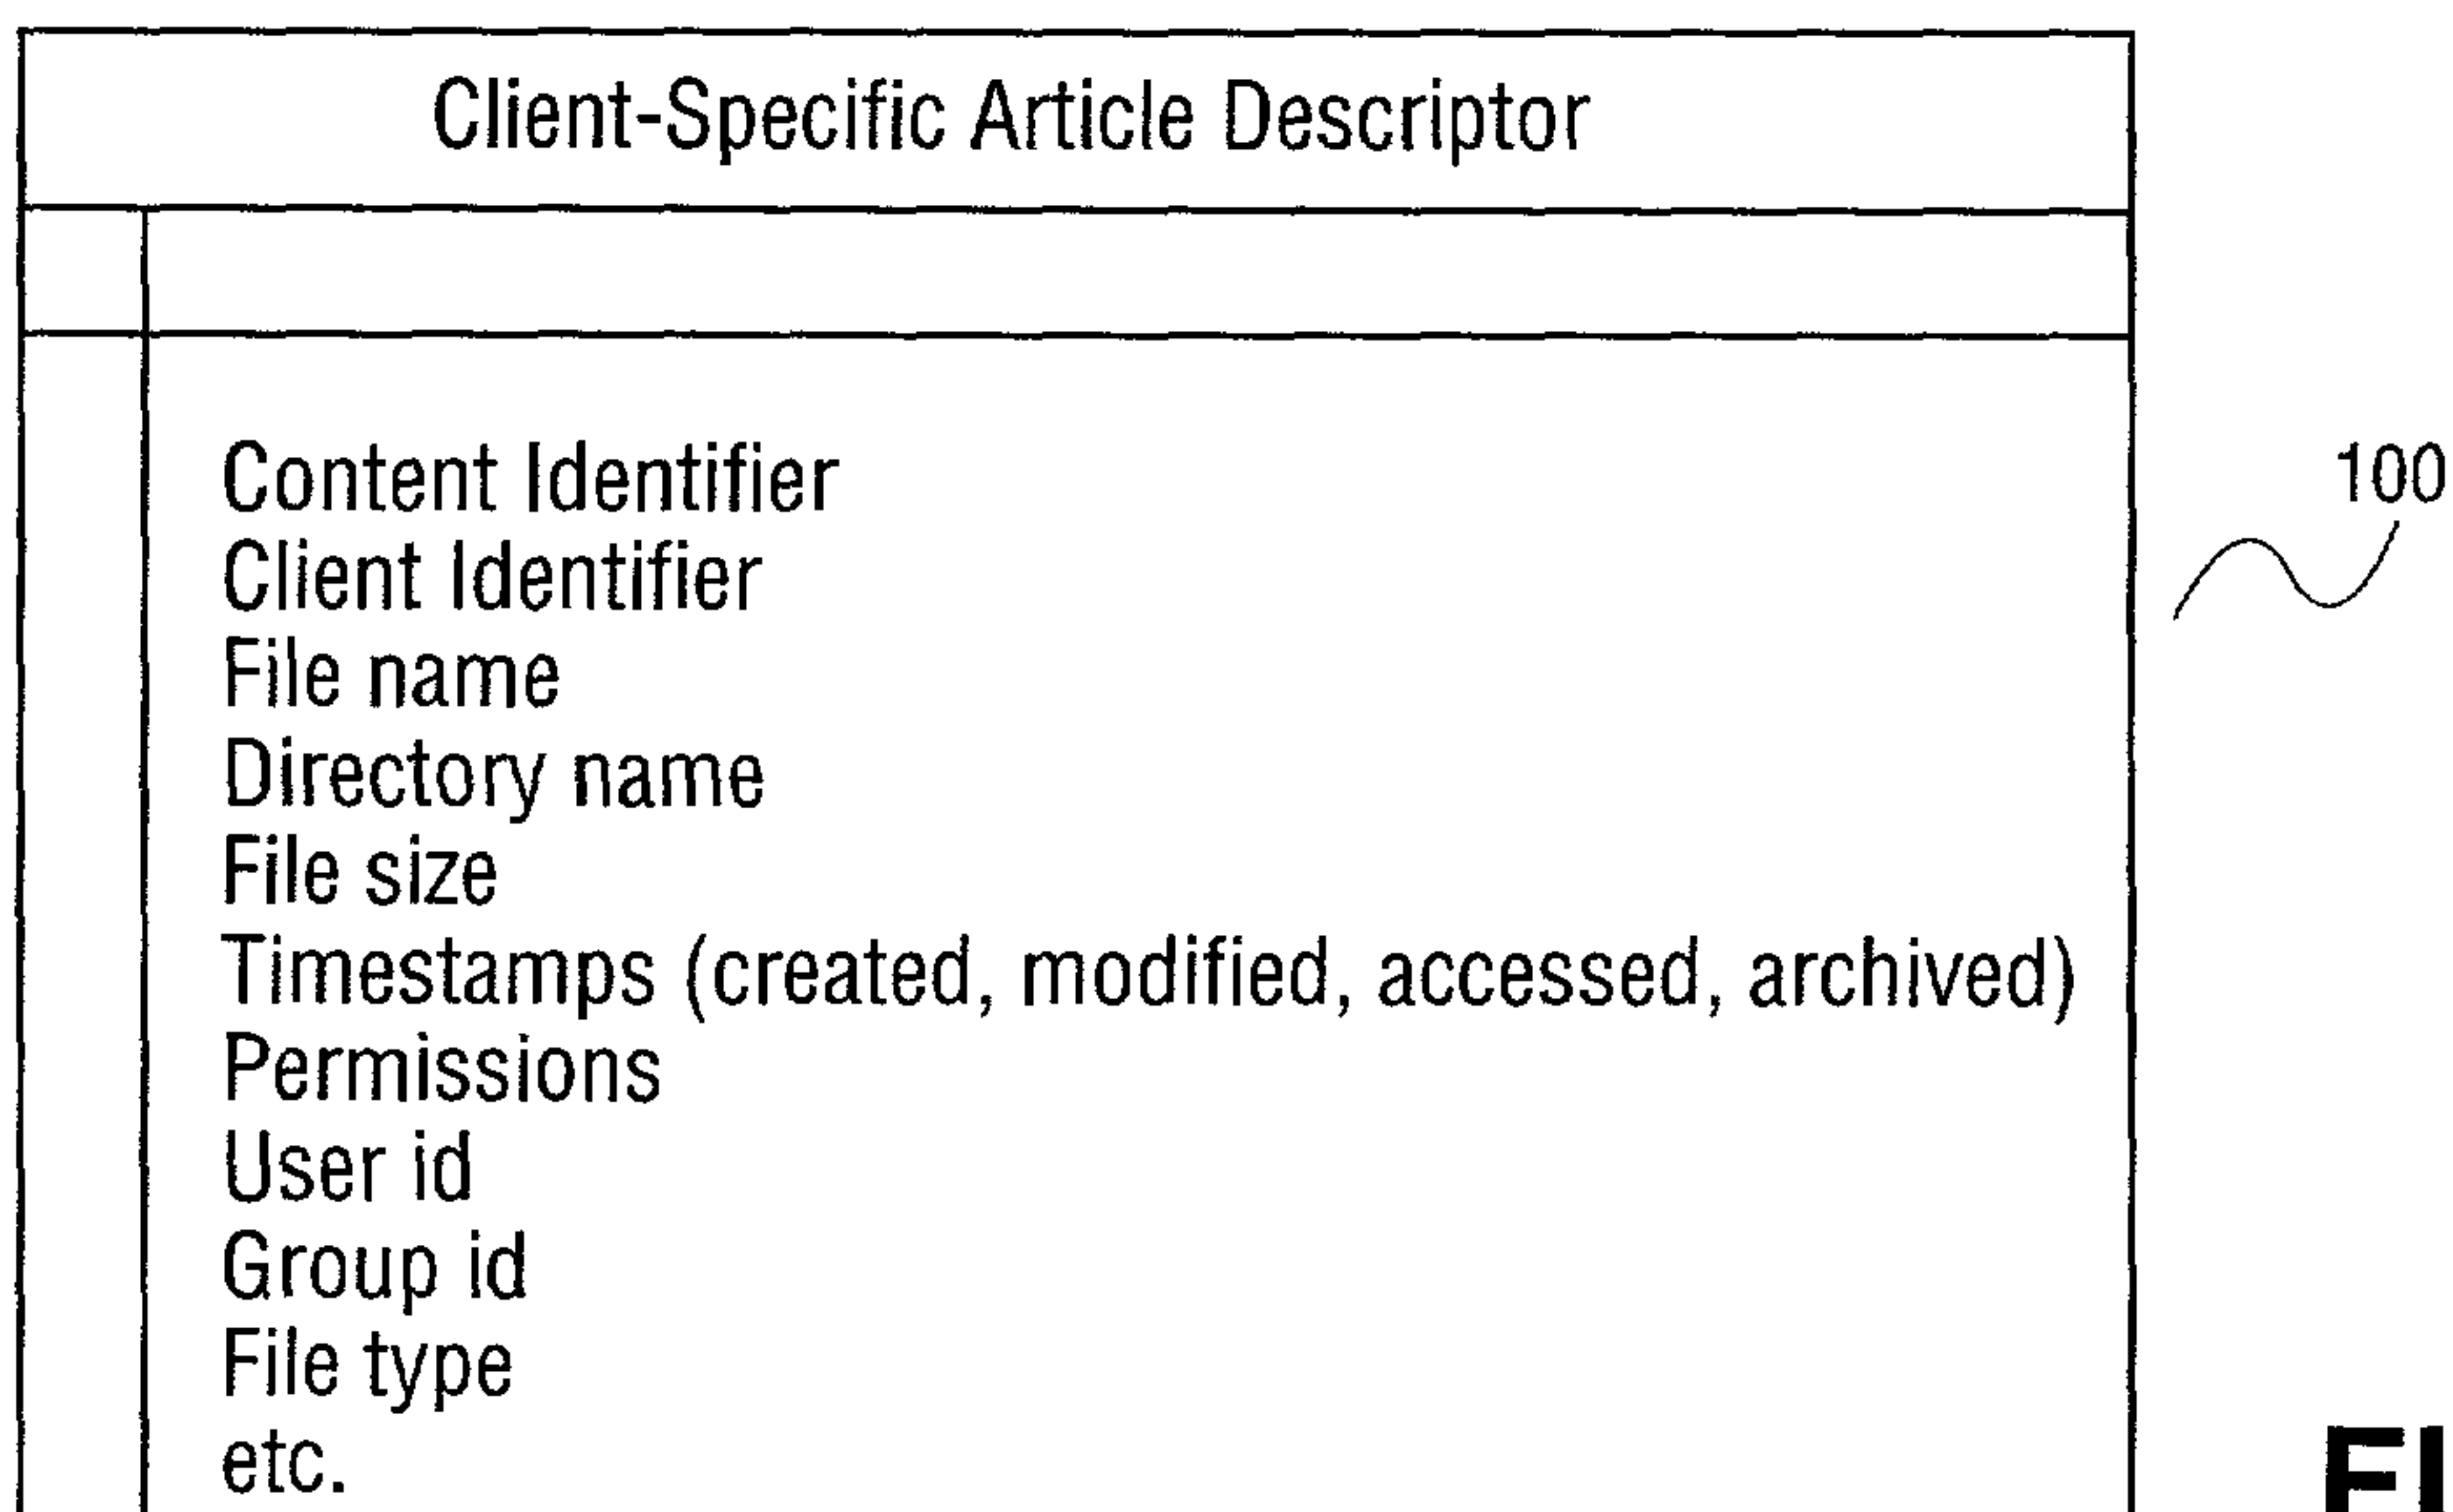 Client-Specific Article Descriptor
Content Identifier
Client Identifier
File name
Directory name
File size
Timestamps (created, modified, accessed, archived)
Permissions
User id
Group id
File type
etc.
100